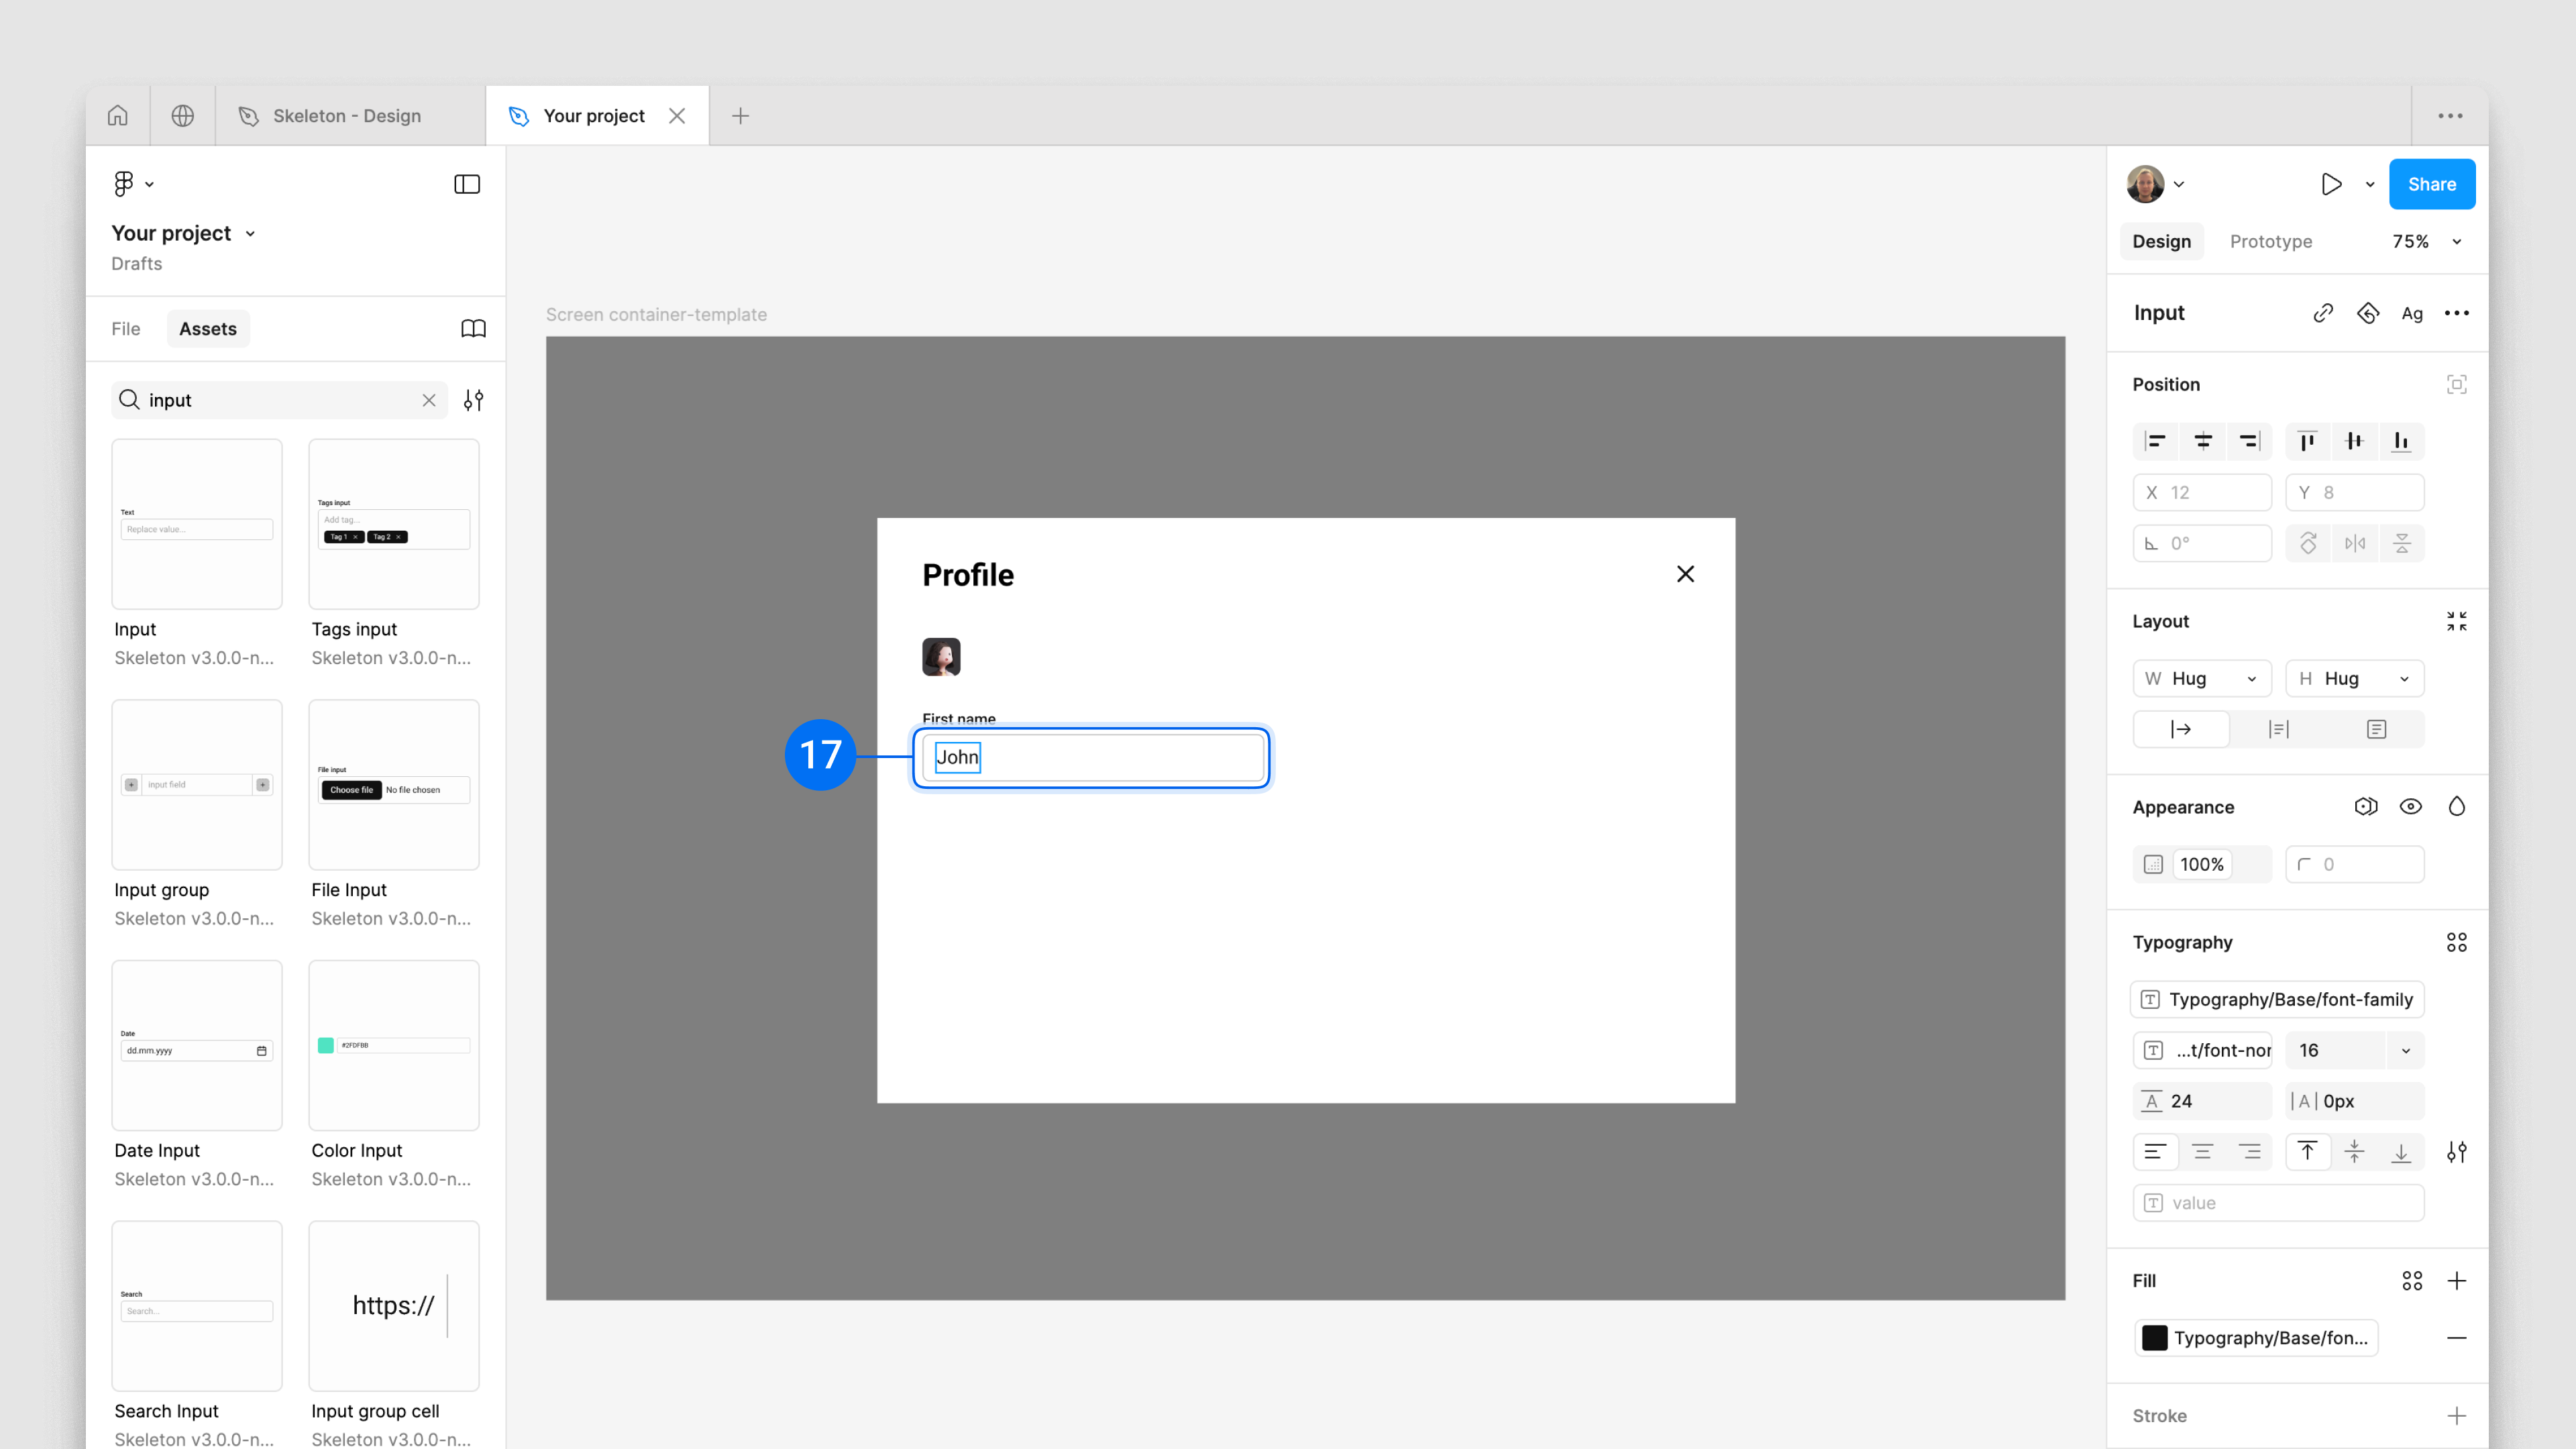 Skeleton - Design
Your project
Your project
Drafts
File
Assets
input
Text
Replace value...
Input
Skeleton v3.0.0-n...
Tags input
Add tag...
Tag 1 ×
Tag 2 ×
Tags input
Skeleton v3.0.0-n...
input field
Input group
Skeleton v3.0.0-n...
File input
Choose file
No file chosen
File Input
Skeleton v3.0.0-n...
Date
dd.mm.yyyy
Date Input
Skeleton v3.0.0-n...
#2FDFBB
Color Input
Skeleton v3.0.0-n...
Search
Search...
Search Input
Skeleton v3.0.0-n...
https://
Input group cell
Skeleton v3.0.0-n...
Screen container-template
Profile
First name
17
John
Share
Design
Prototype
75%
Input
Ag
Position
X 12
Y 8
0°
Layout
W Hug
H Hug
Appearance
100%
0
Typography
Typography/Base/font-family
...t/font-nor
16
24
0px
value
Fill
Typography/Base/fon...
Stroke